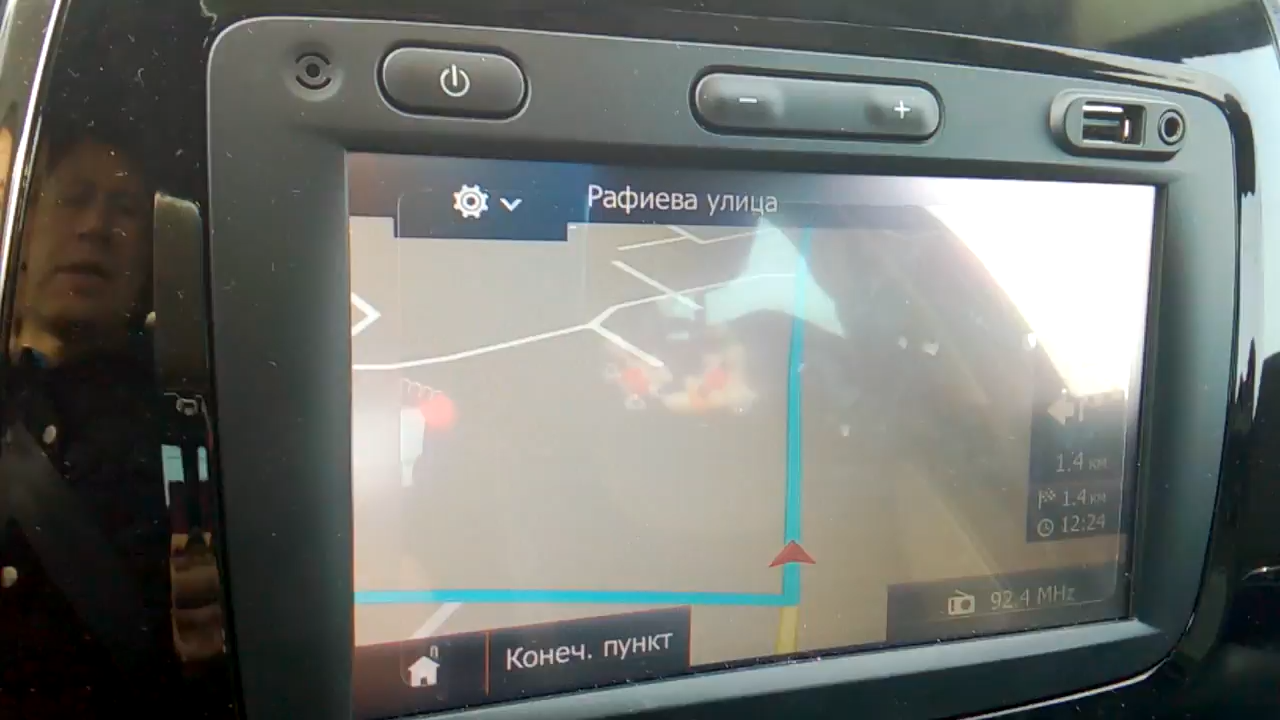 Рафиева улица
1.4 км
1.4 км
12:24
92.4 MHz
Конеч. пункт